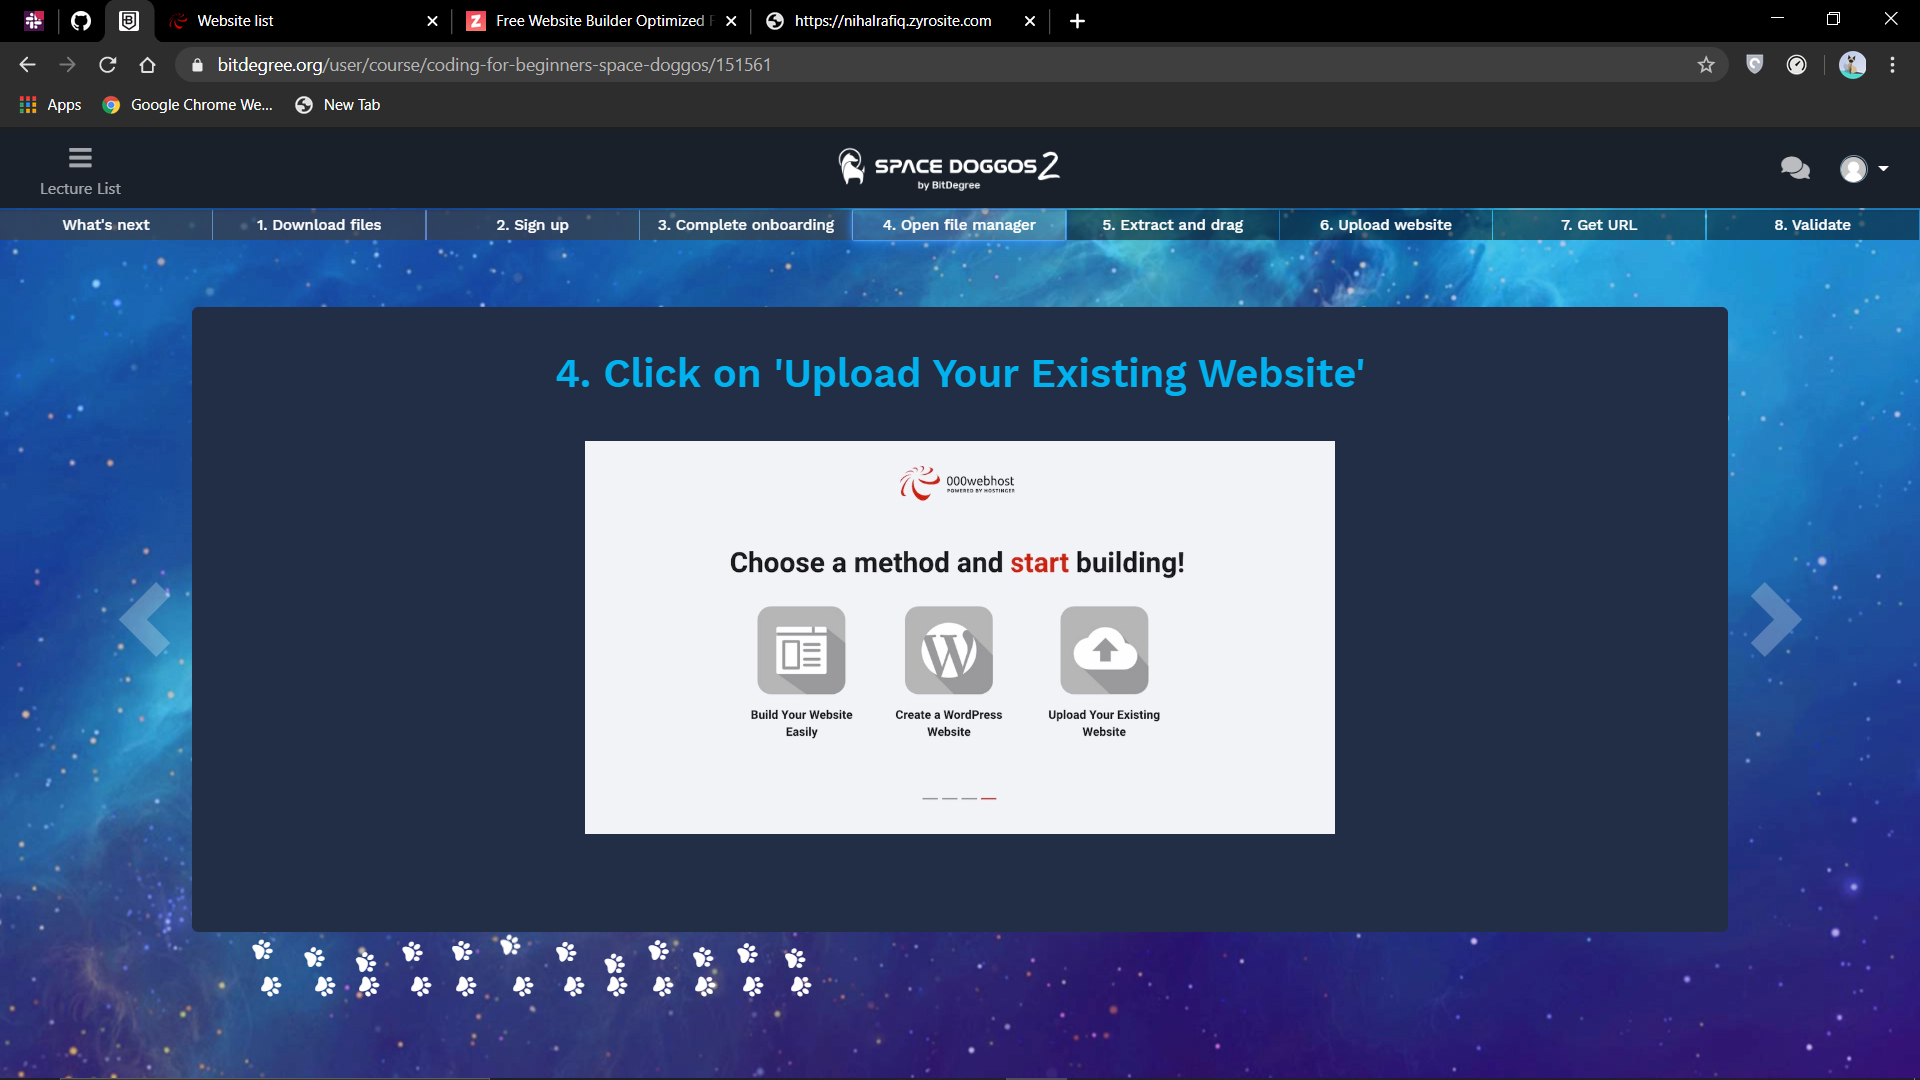 Website list
Free Website Builder Optimized
https://nihalrafiq.zyrosite.com
bitdegree.org/user/course/coding-for-beginners-space-doggos/151561
Apps
Google Chrome We...
New Tab
Lecture List
SPACE DOGGOS 2
by BitDegree
What's next
1. Download files
2. Sign up
3. Complete onboarding
4. Open file manager
5. Extract and drag
6. Upload website
7. Get URL
8. Validate
4. Click on 'Upload Your Existing Website'
000webhost
POWERED BY HOSTINGER
Choose a method and start building!
Build Your Website
Easily
Create a WordPress
Website
Upload Your Existing
Website